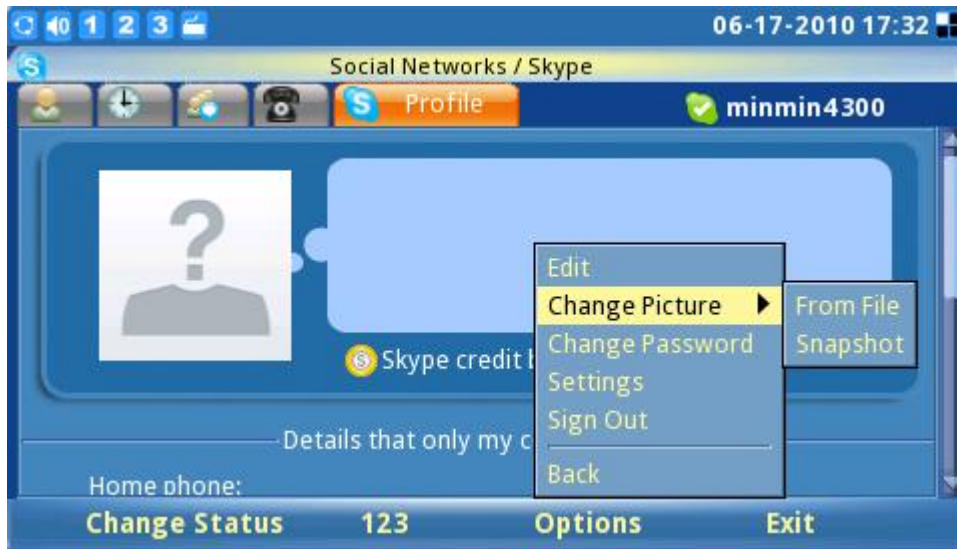 1 2 3 06-17-2010 17:32
Social Networks / Skype
Profile minmin4300
?
Edit
Change Picture
From File
Change Password
Snapshot
Skype credit
Settings
Sign Out
Details that only my
Back
Home phone:
Change Status 123 Options Exit